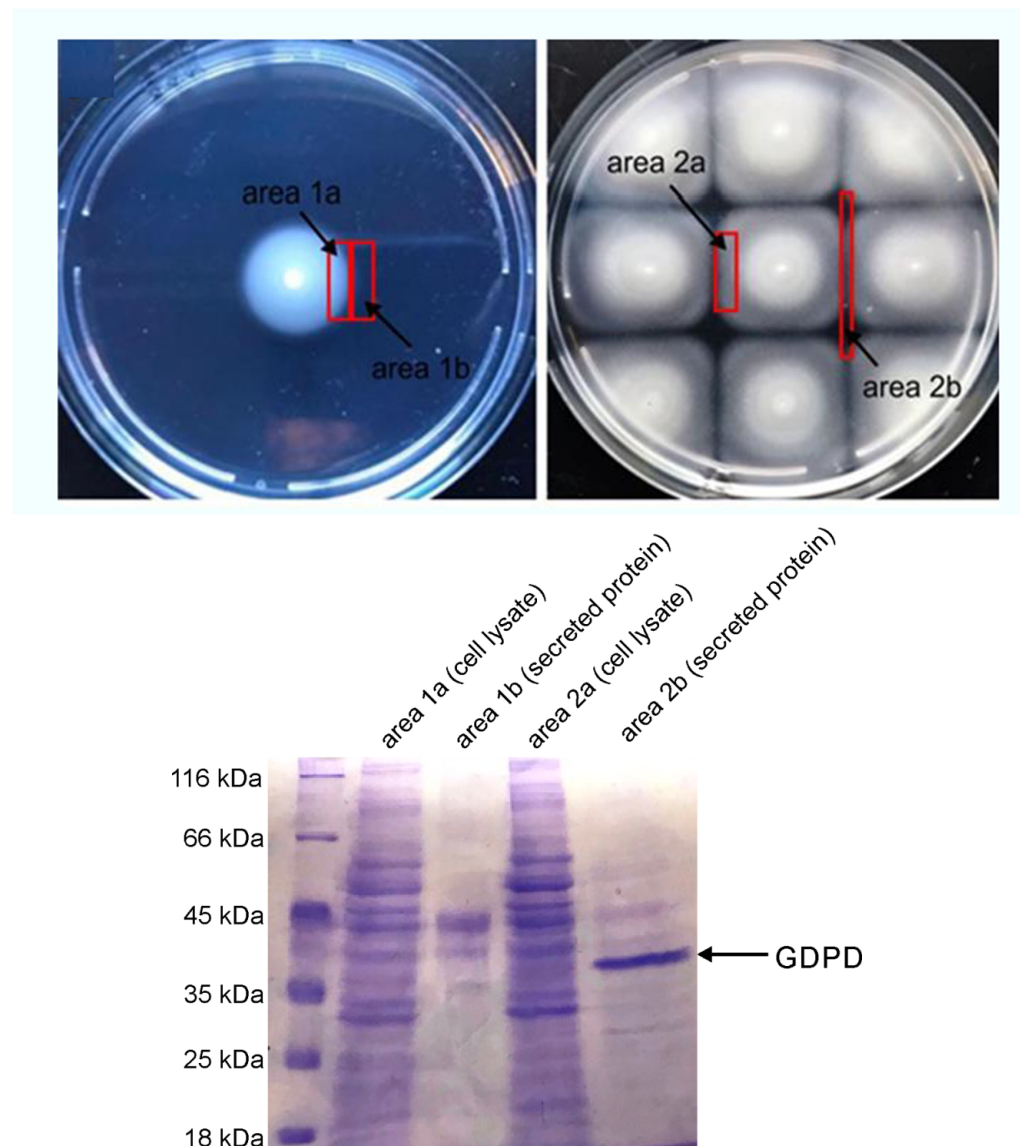 area 1a
area 1b
area 2a
area 2b
area 1a (cell lysate)
area 1b (secreted protein)
area 2a (cell lysate)
area 2b (secreted protein)
116 kDa
66 kDa
45 kDa
GDPD
35 kDa
25 kDa
18 kDa